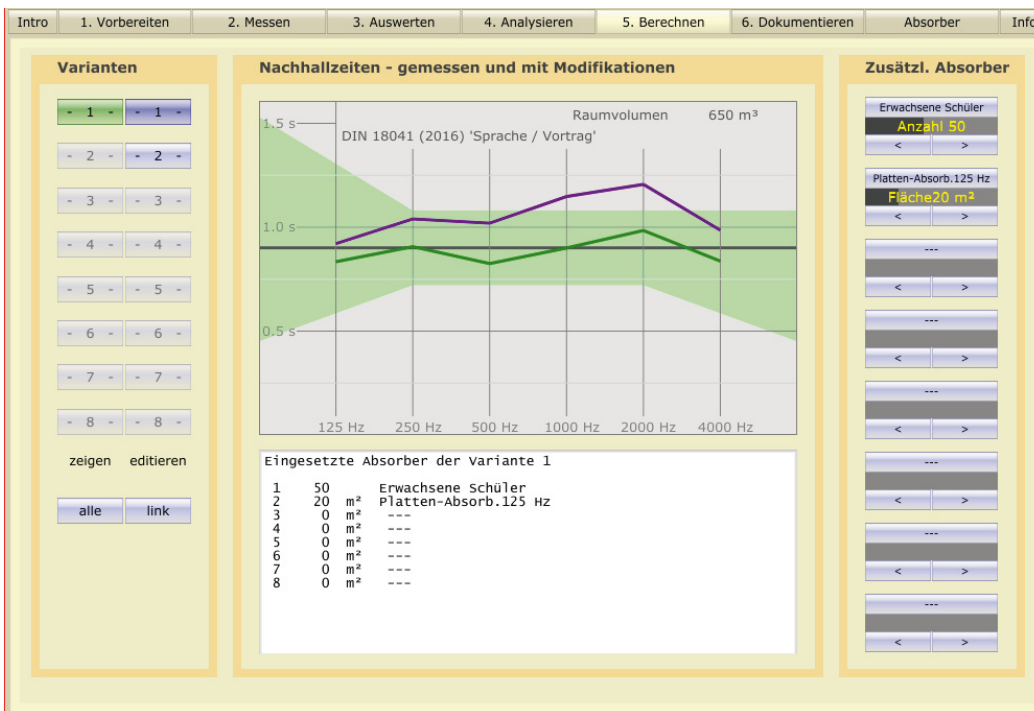 Intro 1. Vorbereiten 2. Messen 3. Auswerten 4. Analysieren 5. Berechnen 6. Dokumentieren Absorber Info
Varianten
- 1 - - 1 -
- 2 - - 2 -
- 3 - - 3 -
- 4 - - 4 -
- 5 - - 5 -
- 6 - - 6 -
- 7 - - 7 -
- 8 - - 8 -
zeigen editieren
alle link
Nachhallzeiten - gemessen und mit Modifikationen
Raumvolumen 650 m³
1.5 s
DIN 18041 (2016) 'Sprache / Vortrag'
1.0 s
0.5 s
125 Hz 250 Hz 500 Hz 1000 Hz 2000 Hz 4000 Hz
Eingesetzte Absorber der Variante 1
1 50 Erwachsene Schüler
2 20 m² Platten-Absorb.125 Hz
3 0 m² ---
4 0 m² ---
5 0 m² ---
6 0 m² ---
7 0 m² ---
8 0 m² ---
Zusätzl. Absorber
Erwachsene Schüler
Anzahl 50
< >
Platten-Absorb.125 Hz
Fläche20 m²
< >
---
< >
---
< >
---
< >
---
< >
---
< >
---
< >